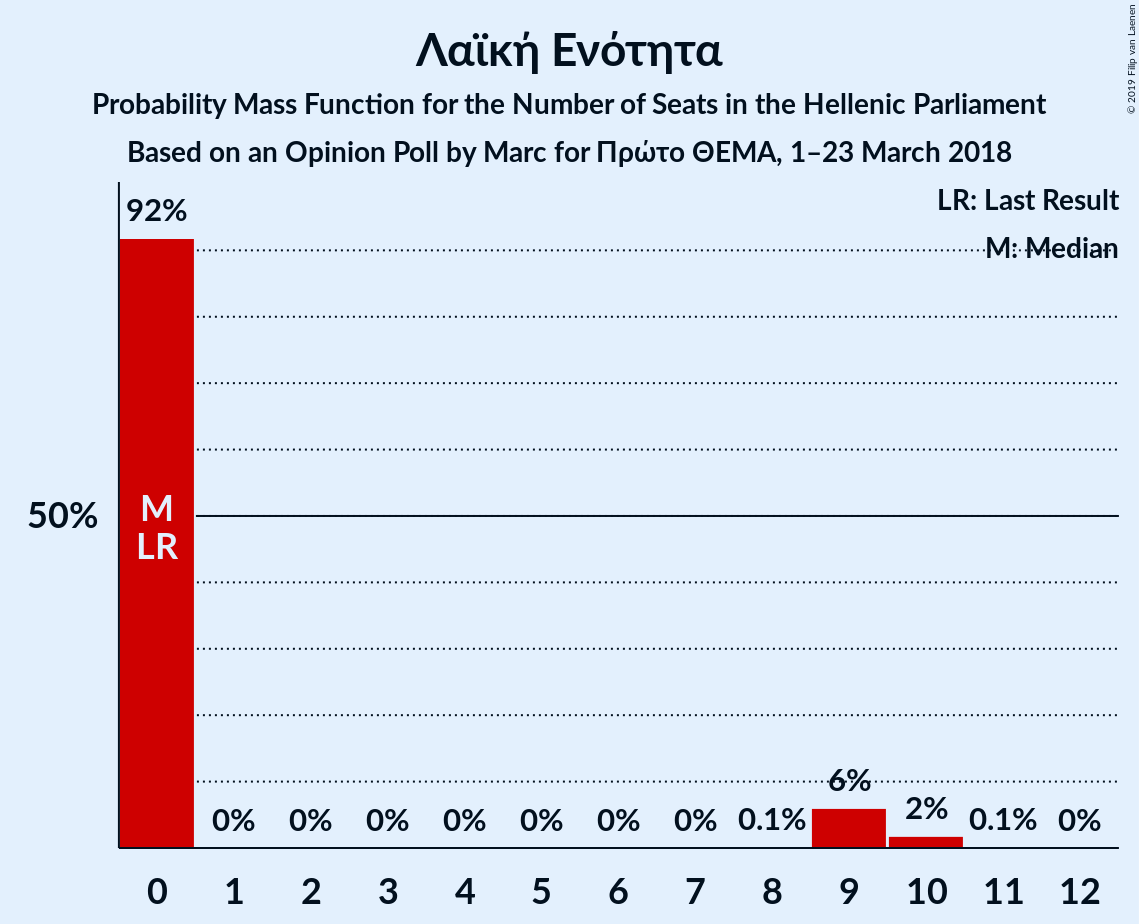 Λαϊκή Ενότητα
Probability Mass Function for the Number of Seats in the Hellenic Parliament
Based on an Opinion Poll by Marc for Πρώτο ΘΕΜΑ, 1–23 March 2018
© 2019 Filip van Laenen
LR: Last Result
M: Median
92%
50%
M
LR
0% 0% 0% 0% 0% 0% 0% 0.1% 6% 2% 0.1% 0%
0 1 2 3 4 5 6 7 8 9 10 11 12